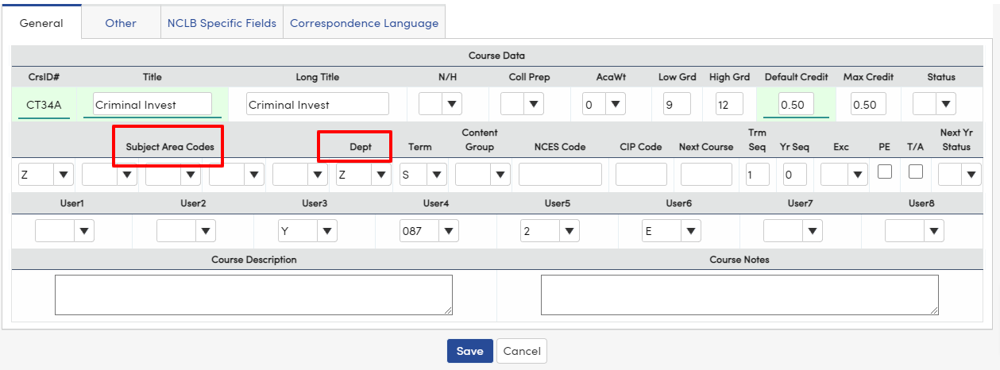 General Other NCLB Specific Fields Correspondence Language
Course Data
CrsID# Title Long Title N/H Coll Prep AcaWt Low Grd High Grd Default Credit Max Credit Status
CT34A Criminal Invest Criminal Invest 0 9 12 0.50 0.50
Subject Area Codes Dept Term Content Group NCES Code CIP Code Next Course Trm Seq Yr Seq Exc PE T/A Next Yr Status
Z Z S 1 0
User1 User2 User3 User4 User5 User6 User7 User8
Y 087 2 E
Course Description Course Notes
Save Cancel